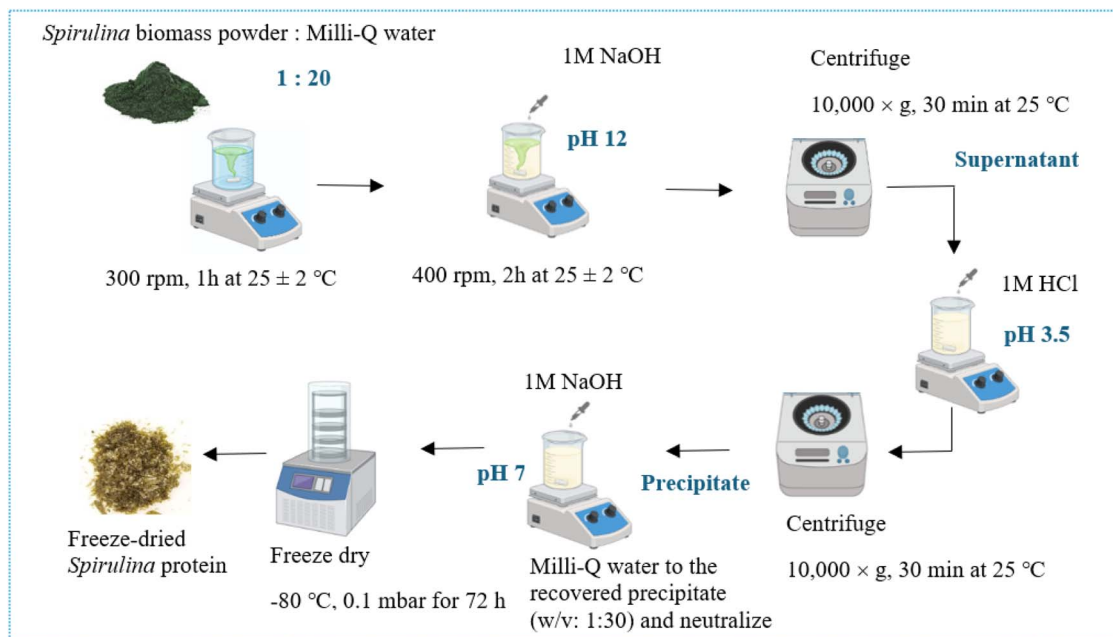 Spirulina biomass powder : Milli-Q water
1 : 20
300 rpm, 1h at 25 ± 2 °C
1M NaOH
pH 12
400 rpm, 2h at 25 ± 2 °C
Centrifuge
10,000 × g, 30 min at 25 °C
Supernatant
1M HCl
pH 3.5
Centrifuge
10,000 × g, 30 min at 25 °C
Precipitate
1M NaOH
pH 7
Milli-Q water to the
recovered precipitate
(w/v: 1:30) and neutralize
Freeze dry
-80 °C, 0.1 mbar for 72 h
Freeze-dried
Spirulina protein